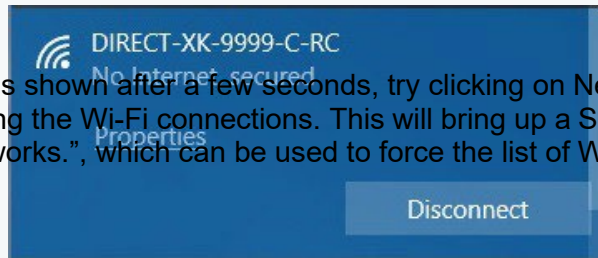 DIRECT-XK-9999-C-RC
No Internet, secured
s shown after a few seconds, try clicking on Ne
ng the Wi-Fi connections. This will bring up a S
Properties
works.”, which can be used to force the list of W
Disconnect